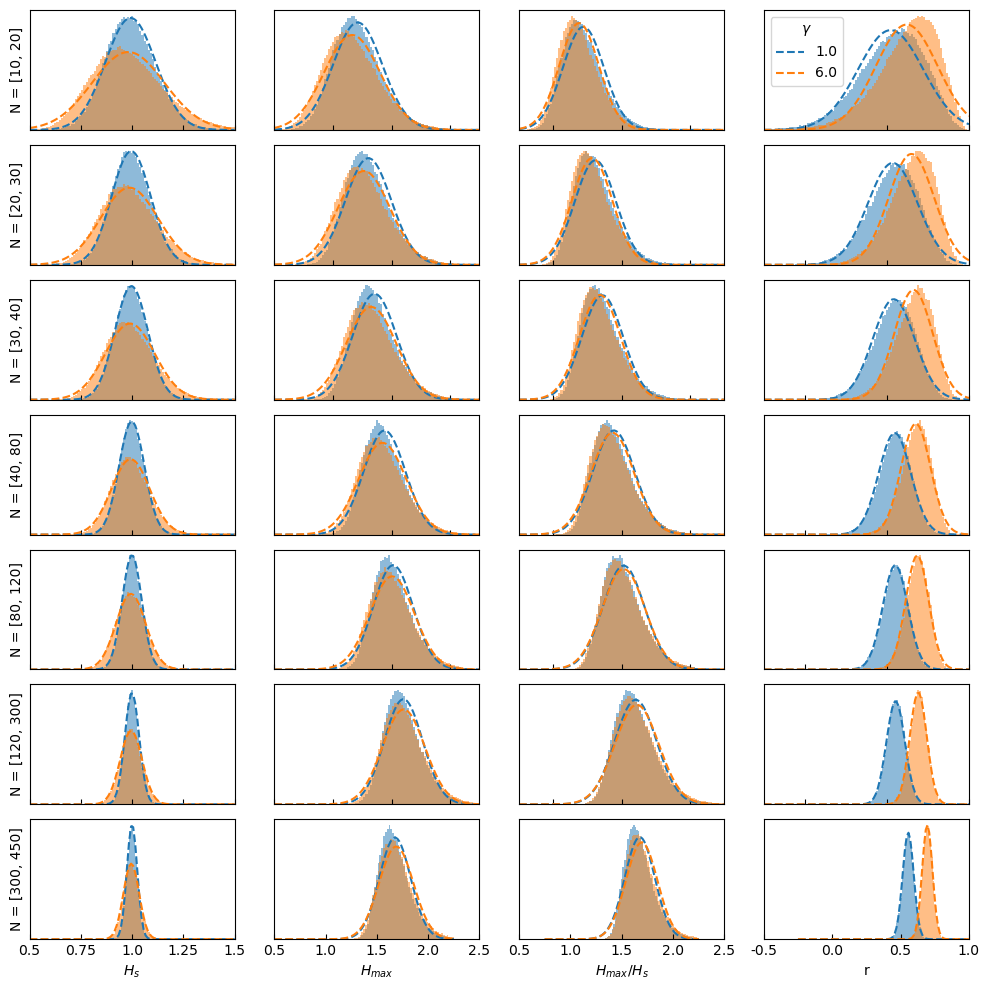 N = [10, 20]
γ
1.0
6.0
N = [20, 30]
N = [30, 40]
N = [40, 80]
N = [80, 120]
N = [120, 300]
N = [300, 450]
0.5 0.75 1.0 1.25 1.5
0.5 1.0 1.5 2.0 2.5
0.5 1.0 1.5 2.0 2.5
-0.5 0.0 0.5 1.0
H_s
H_max
H_max/H_s
r